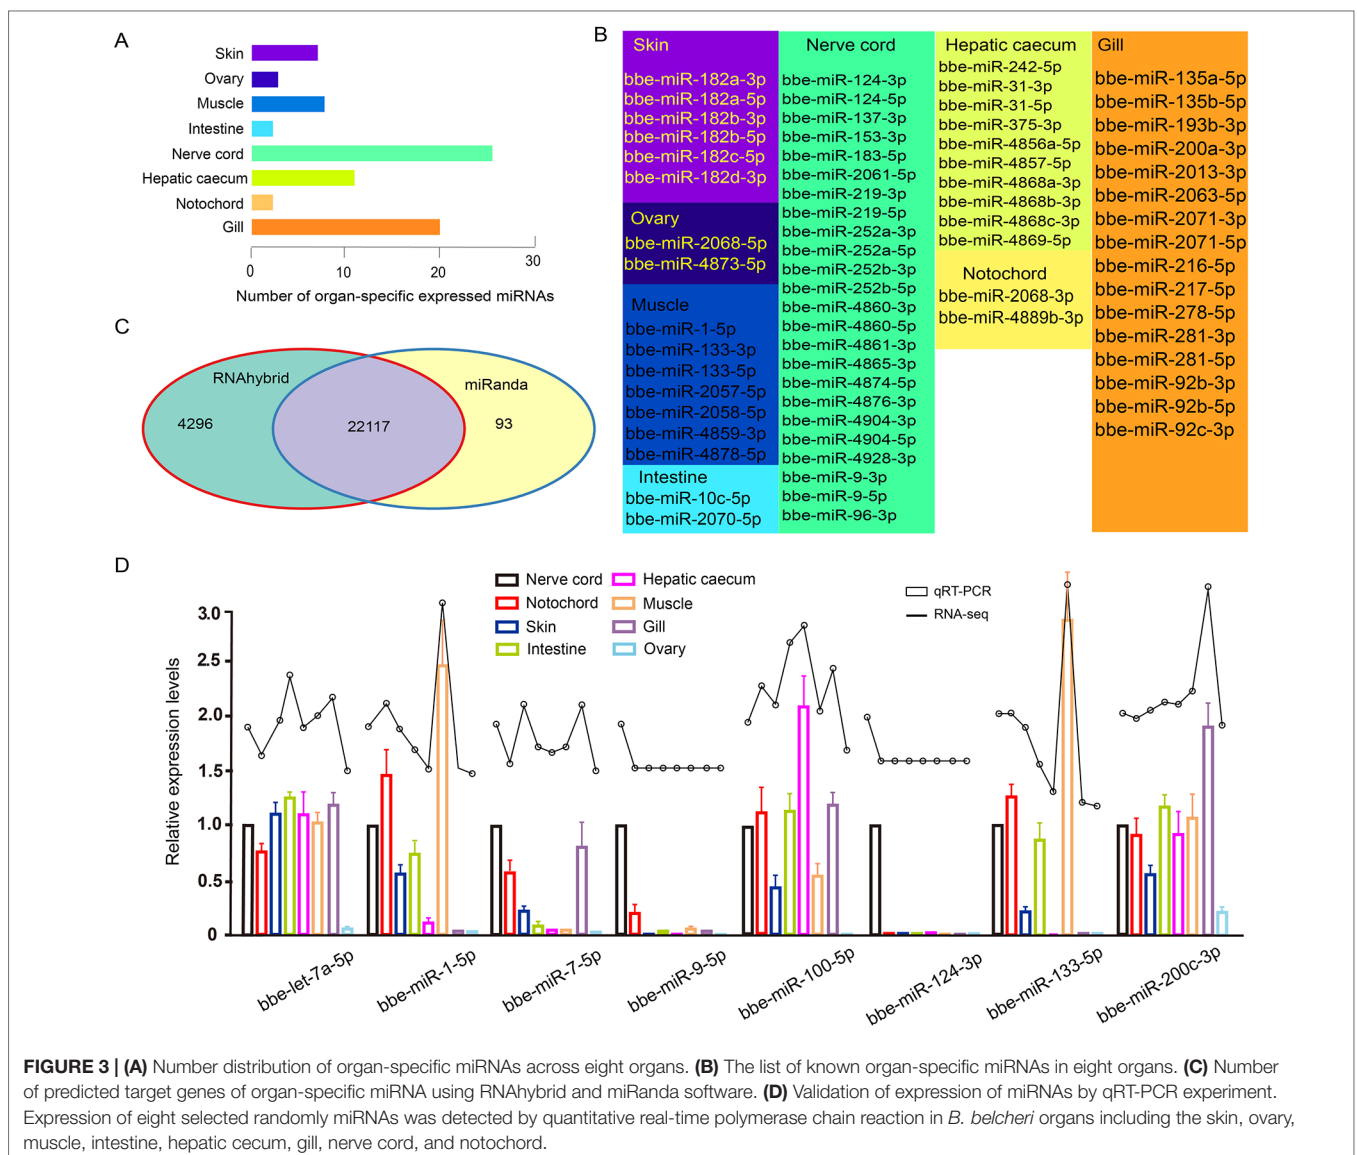 A
Skin
Ovary
Muscle
Intestine
Nerve cord
Hepatic caecum
Notochord
Gill
0 10 20 30
Number of organ-specific expressed miRNAs
B
Skin
bbe-miR-182a-3p
bbe-miR-182a-5p
bbe-miR-182b-3p
bbe-miR-182b-5p
bbe-miR-182c-5p
bbe-miR-182d-3p
Ovary
bbe-miR-2068-5p
bbe-miR-4873-5p
Muscle
bbe-miR-1-5p
bbe-miR-133-3p
bbe-miR-133-5p
bbe-miR-2057-5p
bbe-miR-2058-5p
bbe-miR-4859-3p
bbe-miR-4878-5p
Intestine
bbe-miR-10c-5p
bbe-miR-2070-5p
Nerve cord
bbe-miR-124-3p
bbe-miR-124-5p
bbe-miR-137-3p
bbe-miR-153-3p
bbe-miR-183-5p
bbe-miR-2061-5p
bbe-miR-219-3p
bbe-miR-219-5p
bbe-miR-252a-3p
bbe-miR-252a-5p
bbe-miR-252b-3p
bbe-miR-252b-5p
bbe-miR-4860-3p
bbe-miR-4860-5p
bbe-miR-4861-3p
bbe-miR-4865-3p
bbe-miR-4874-5p
bbe-miR-4876-3p
bbe-miR-4904-3p
bbe-miR-4904-5p
bbe-miR-4928-3p
bbe-miR-9-3p
bbe-miR-9-5p
bbe-miR-96-3p
Hepatic caecum
bbe-miR-242-5p
bbe-miR-31-3p
bbe-miR-31-5p
bbe-miR-375-3p
bbe-miR-4856a-5p
bbe-miR-4857-5p
bbe-miR-4868a-3p
bbe-miR-4868b-3p
bbe-miR-4868c-3p
bbe-miR-4869-5p
Notochord
bbe-miR-2068-3p
bbe-miR-4889b-3p
Gill
bbe-miR-135a-5p
bbe-miR-135b-5p
bbe-miR-193b-3p
bbe-miR-200a-3p
bbe-miR-2013-3p
bbe-miR-2063-5p
bbe-miR-2071-3p
bbe-miR-2071-5p
bbe-miR-216-5p
bbe-miR-217-5p
bbe-miR-278-5p
bbe-miR-281-3p
bbe-miR-281-5p
bbe-miR-92b-3p
bbe-miR-92b-5p
bbe-miR-92c-3p
C
RNAhybrid
miRanda
4296
22117
93
D
Nerve cord
Notochord
Skin
Intestine
Hepatic caecum
Muscle
Gill
Ovary
qRT-PCR
RNA-seq
Relative expression levels
3.0
2.5
2.0
1.5
1.0
0.5
0
bbe-let-7a-5p
bbe-miR-1-5p
bbe-miR-7-5p
bbe-miR-9-5p
bbe-miR-100-5p
bbe-miR-124-3p
bbe-miR-133-5p
bbe-miR-200c-3p
FIGURE 3 | (A) Number distribution of organ-specific miRNAs across eight organs. (B) The list of known organ-specific miRNAs in eight organs. (C) Number
of predicted target genes of organ-specific miRNA using RNAhybrid and miRanda software. (D) Validation of expression of miRNAs by qRT-PCR experiment.
Expression of eight selected randomly miRNAs was detected by quantitative real-time polymerase chain reaction in B. belcheri organs including the skin, ovary,
muscle, intestine, hepatic cecum, gill, nerve cord, and notochord.